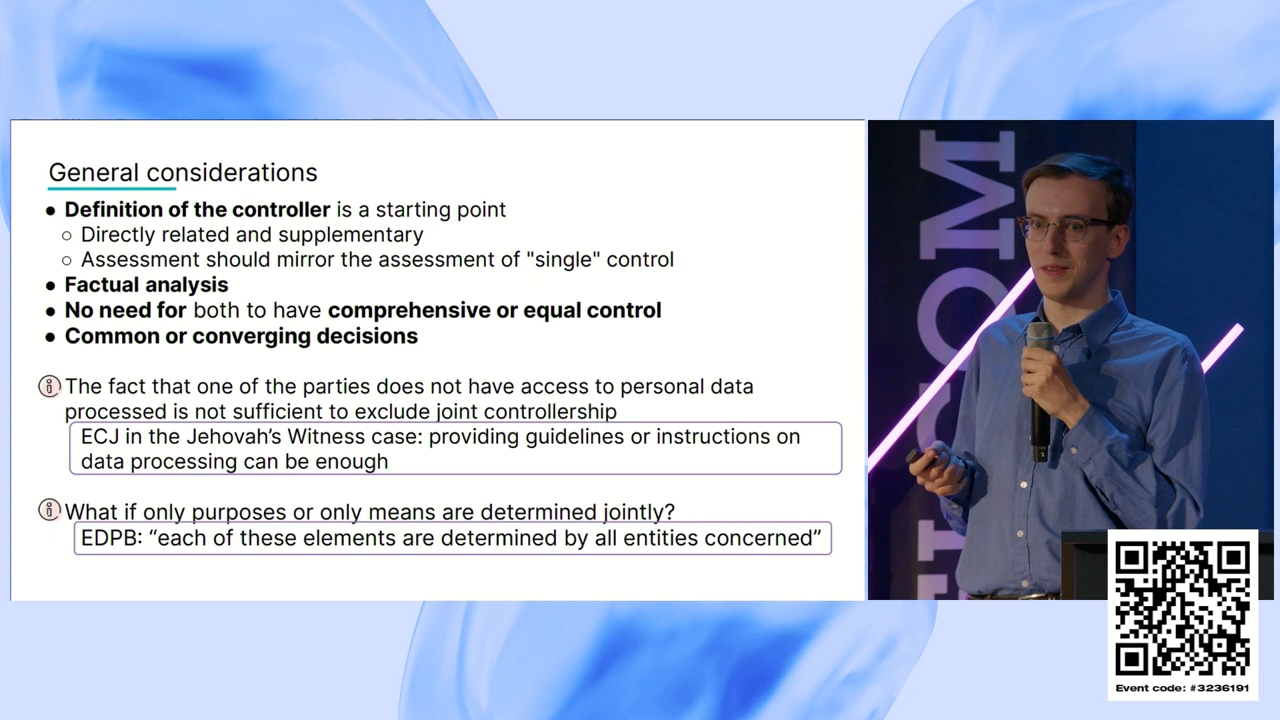 General considerations
● Definition of the controller is a starting point
○ Directly related and supplementary
○ Assessment should mirror the assessment of "single" control
● Factual analysis
● No need for both to have comprehensive or equal control
● Common or converging decisions
The fact that one of the parties does not have access to personal data
processed is not sufficient to exclude joint controllership
ECJ in the Jehovah’s Witness case: providing guidelines or instructions on
data processing can be enough
What if only purposes or only means are determined jointly?
EDPB: “each of these elements are determined by all entities concerned”
COM
Event code: #3236191